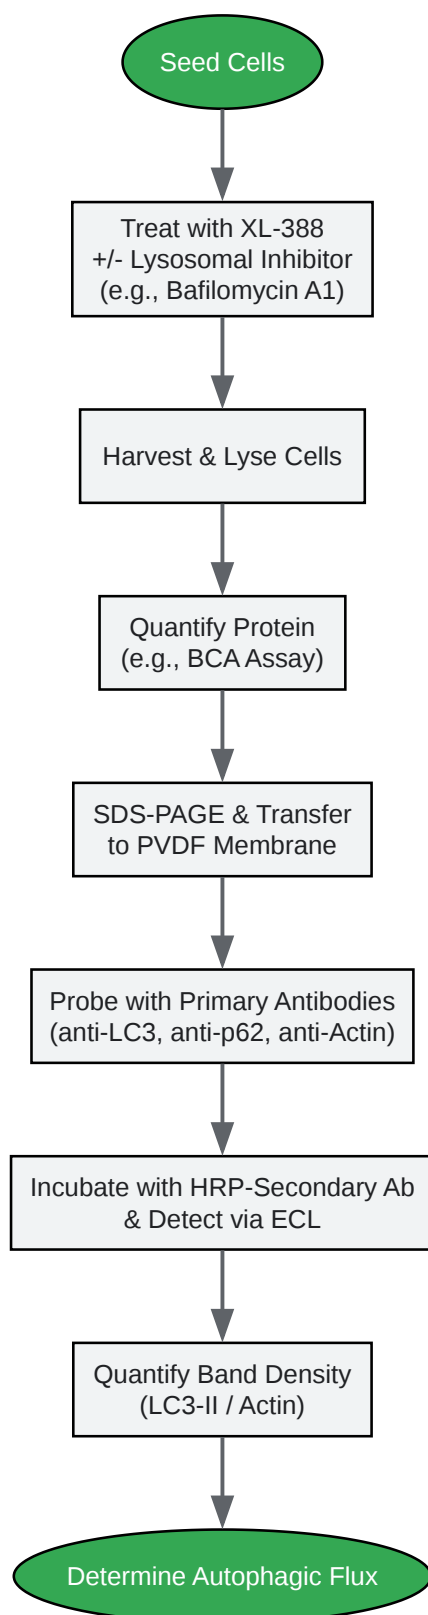 Seed Cells
Treat with XL-388
+/- Lysosomal Inhibitor
(e.g., Bafilomycin A1)
Harvest & Lyse Cells
Quantify Protein
(e.g., BCA Assay)
SDS-PAGE & Transfer
to PVDF Membrane
Probe with Primary Antibodies
(anti-LC3, anti-p62, anti-Actin)
Incubate with HRP-Secondary Ab
& Detect via ECL
Quantify Band Density
(LC3-II / Actin)
Determine Autophagic Flux